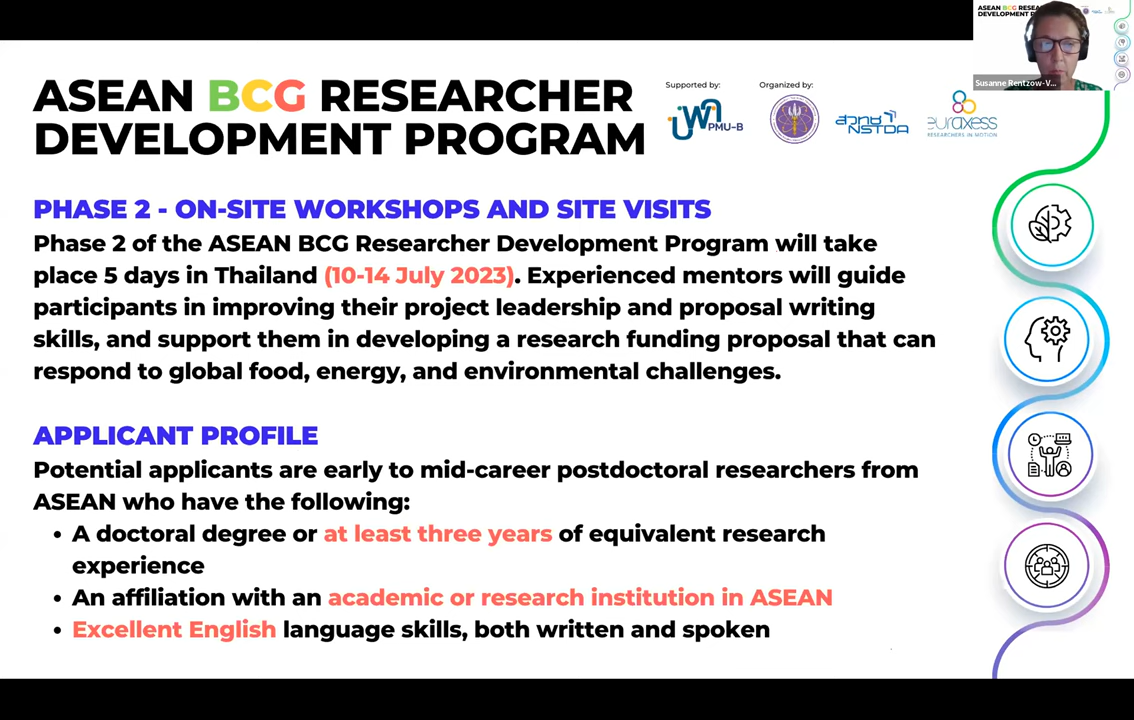 ASEAN BCG RESEARCHER
DEVELOPMENT PROGRAM
Supported by:
PMU-B
Organized by:
สวทช
NSTDA
euraxess
RESEARCHERS IN MOTION
ASEAN BCG RESEAR
DEVELOPMENT PROGRAM
Susanne Rentzow-V...
PHASE 2 - ON-SITE WORKSHOPS AND SITE VISITS
Phase 2 of the ASEAN BCG Researcher Development Program will take
place 5 days in Thailand (10-14 July 2023). Experienced mentors will guide
participants in improving their project leadership and proposal writing
skills, and support them in developing a research funding proposal that can
respond to global food, energy, and environmental challenges.
APPLICANT PROFILE
Potential applicants are early to mid-career postdoctoral researchers from
ASEAN who have the following:
• A doctoral degree or at least three years of equivalent research
experience
• An affiliation with an academic or research institution in ASEAN
• Excellent English language skills, both written and spoken